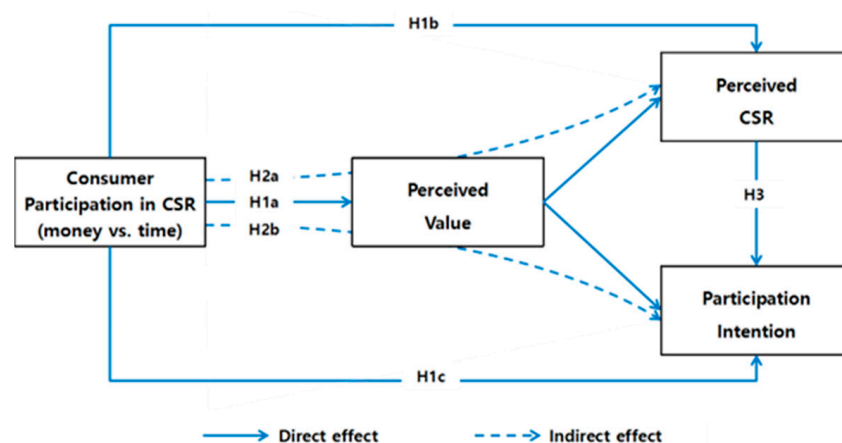 H1b
Perceived
CSR
Consumer
Participation in CSR
(money vs. time)
H2a
H1a
H2b
Perceived
Value
H3
Participation
Intention
H1c
Direct effect
Indirect effect